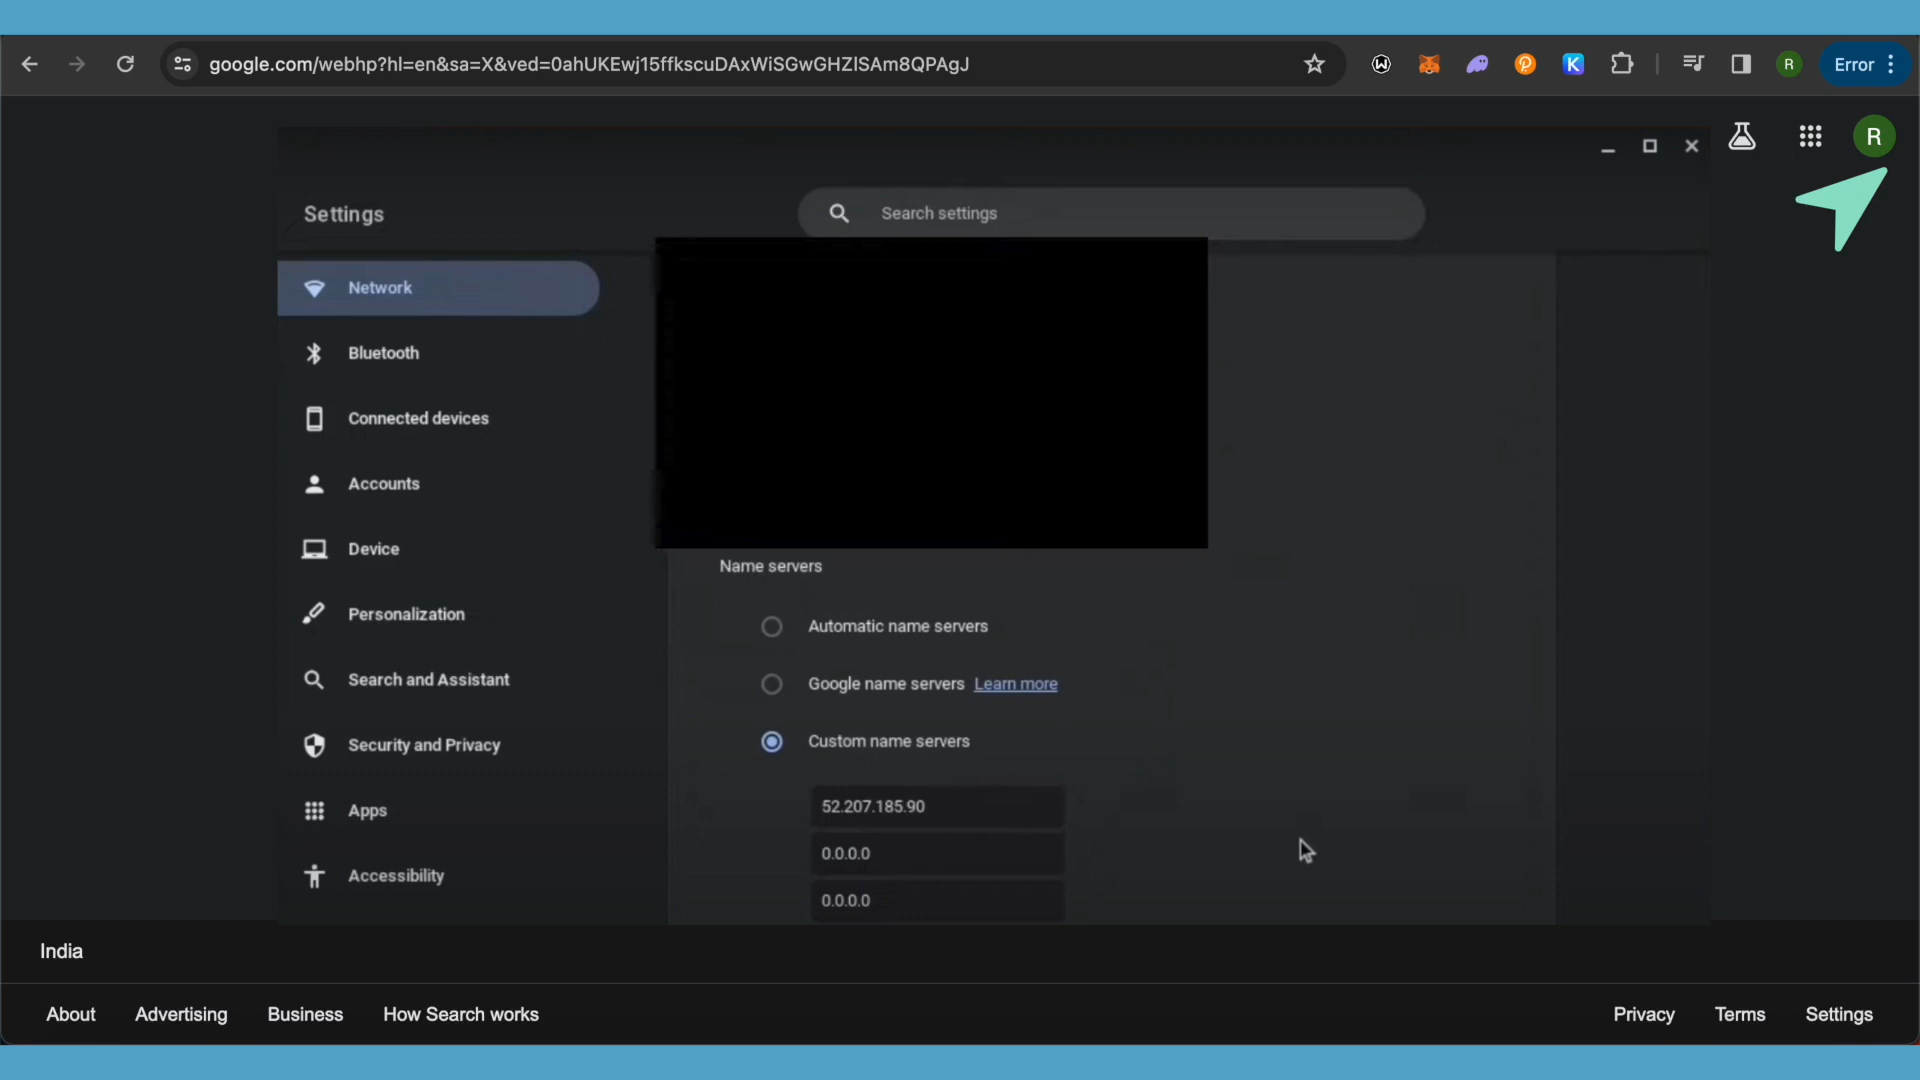 google.com/webhp?hl=en&sa=X&ved=0ahUKEwj15ffkscuDAxWiSGwGHZISAm8QPAgJ
K
R
Error
R
Settings
Search settings
Network
Bluetooth
Connected devices
Accounts
Device
Personalization
Search and Assistant
Security and Privacy
Apps
Accessibility
Name servers
Automatic name servers
Google name servers Learn more
Custom name servers
52.207.185.90
0.0.0.0
0.0.0.0
India
About Advertising Business How Search works Privacy Terms Settings